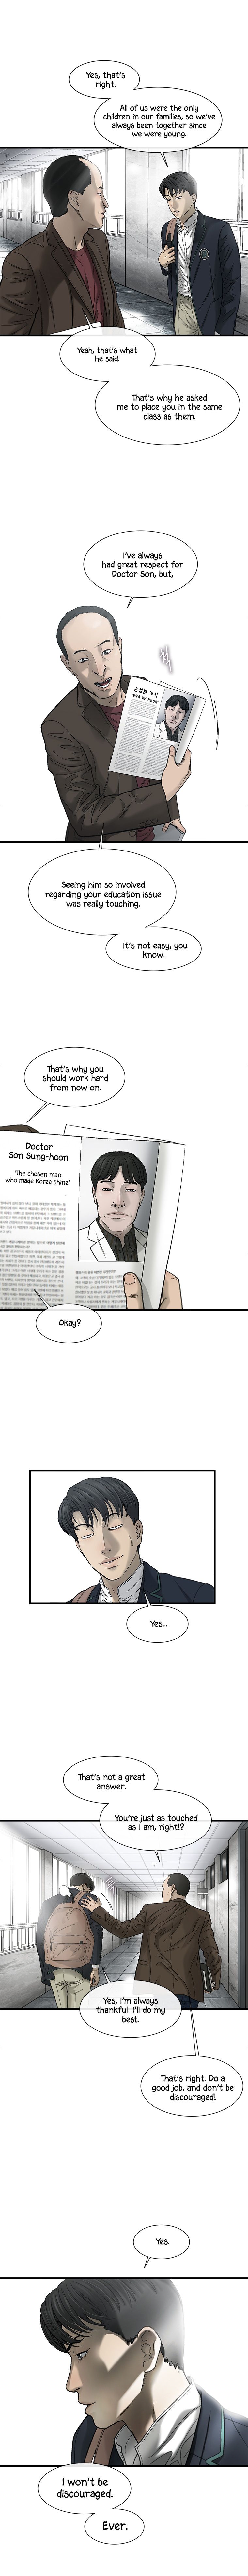 Yes, that's
right.
All of us were the only
children in our families, so we've
always been together since
we were young.
Yeah, that's what
he said.
That's why he asked
me to place you in the same
class as them.
I've always
had great respect for
Doctor Son, but,
손성훈 박사
Seeing him so involved
regarding your education issue
was really touching.
It's not easy, you
know.
That's why you
should work hard
from now on.
Doctor
Son Sung-hoon
'The chosen man
who made Korea shine'
Okay?
Yes...
That's not a great
answer.
You're just as touched
as I am, right!?
Yes, I'm always
thankful. I'll do my
best.
That's right. Do a
good job, and don't be
discouraged!
Yes.
I won't be
discouraged.
Ever.